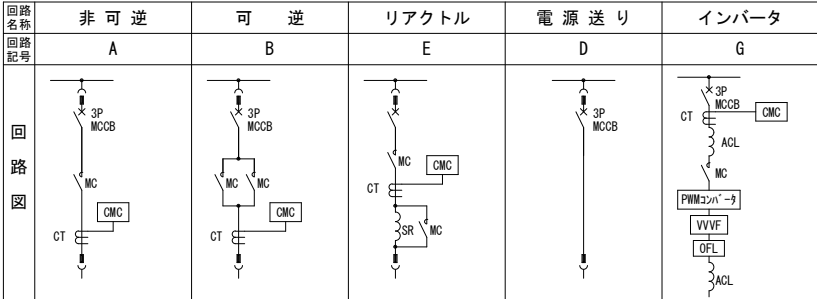 回路名称 非可逆 可逆 リアクトル 電源送り インバータ
回路記号 A B E D G
回路図
3P
MCCB
MC
CMC
CT
3P
MCCB
MC MC
CMC
CT
MC
CMC
CT
SR MC
3P
MCCB
3P
MCCB
CT
CMC
ACL
MC
PWMコンバータ
VVVF
OFL
ACL